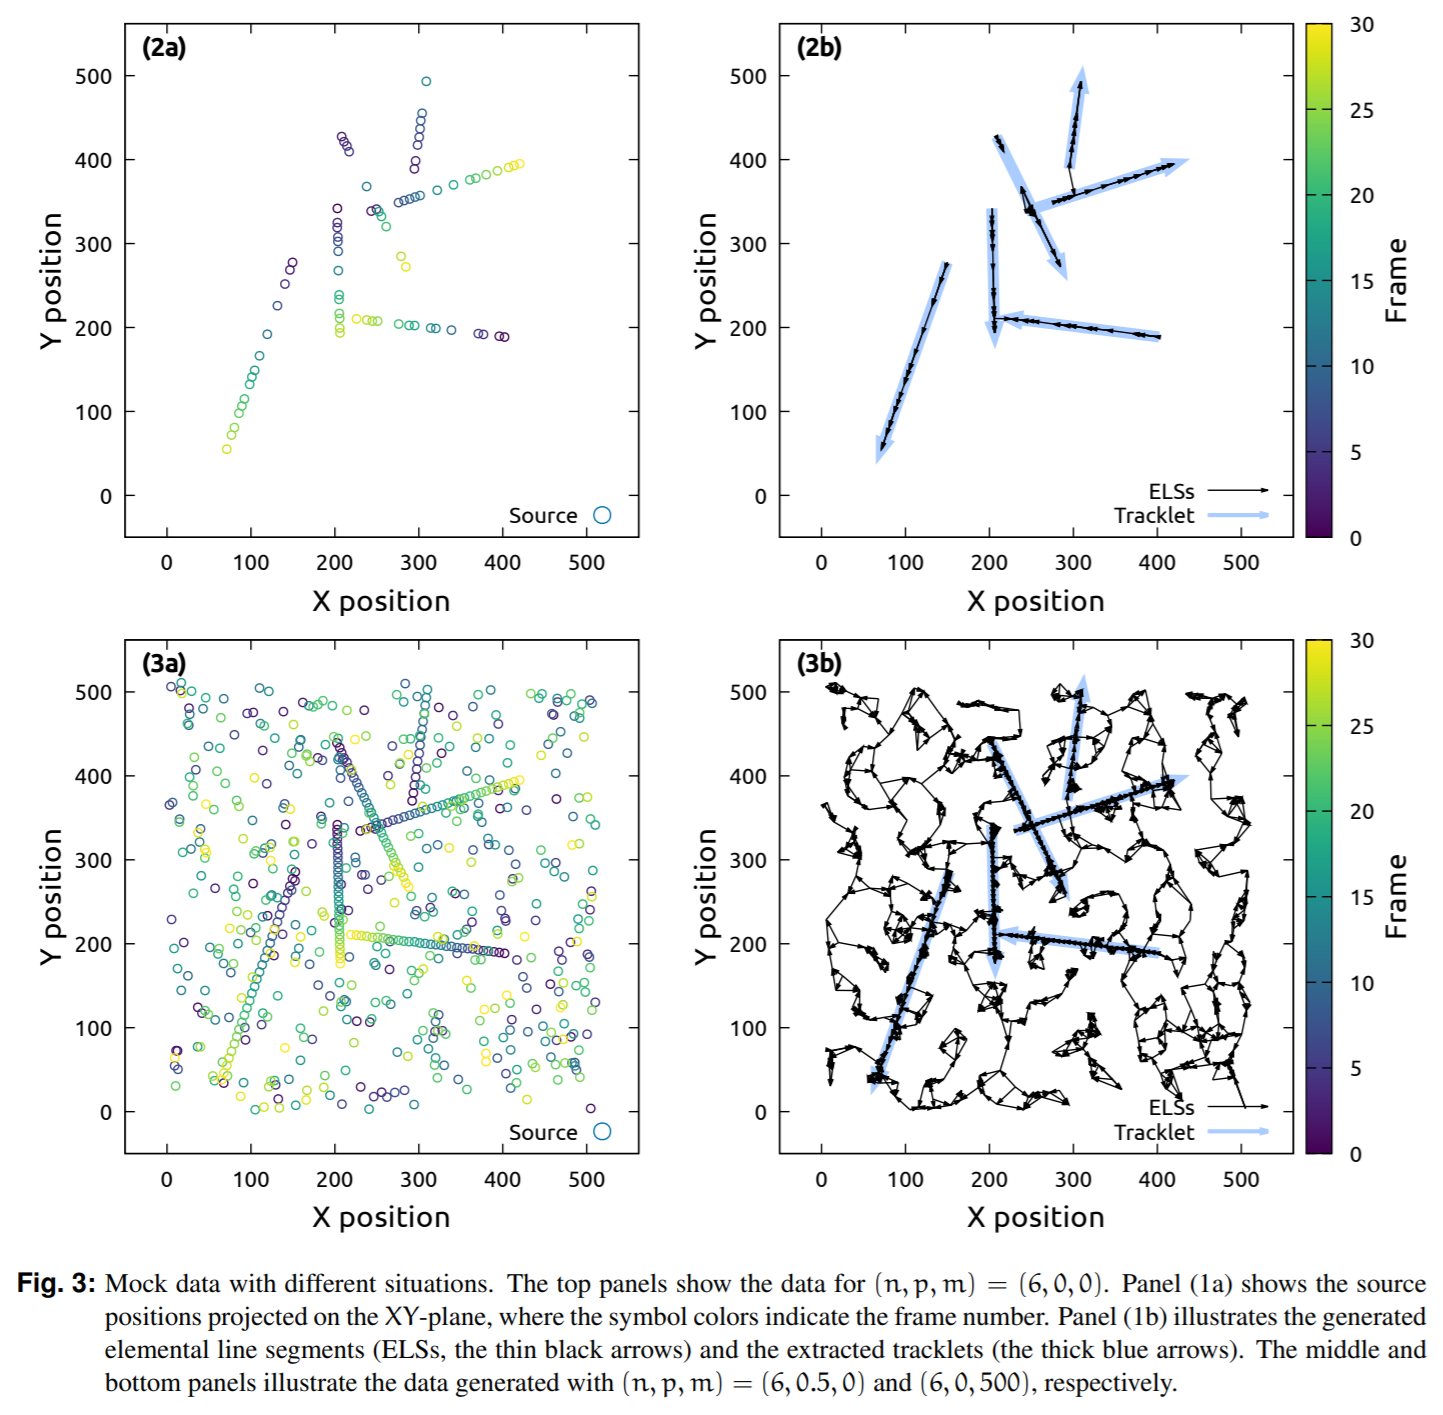 (2a)
500
400
300
200
100
0
Y position
Source
0 100 200 300 400 500
X position
(2b)
500
400
300
200
100
0
Y position
ELSs
Tracklet
0 100 200 300 400 500
X position
30
25
20
15
10
5
0
Frame
(3a)
500
400
300
200
100
0
Y position
Source
0 100 200 300 400 500
X position
(3b)
500
400
300
200
100
0
Y position
ELSs
Tracklet
0 100 200 300 400 500
X position
30
25
20
15
10
5
0
Frame
Fig. 3: Mock data with different situations. The top panels show the data for (n, p, m) = (6, 0, 0). Panel (1a) shows the source
positions projected on the XY-plane, where the symbol colors indicate the frame number. Panel (1b) illustrates the generated
elemental line segments (ELSs, the thin black arrows) and the extracted tracklets (the thick blue arrows). The middle and
bottom panels illustrate the data generated with (n, p, m) = (6, 0.5, 0) and (6, 0, 500), respectively.